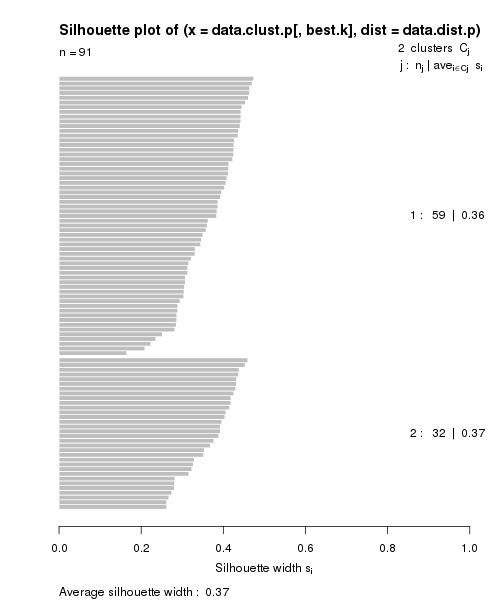 Silhouette plot of (x = data.clust.p[, best.k], dist = data.dist.p)
n = 91
2 clusters Cj
j : nj | avei∈Cj si
1 : 59 | 0.36
2 : 32 | 0.37
0.0 0.2 0.4 0.6 0.8 1.0
Silhouette width si
Average silhouette width : 0.37